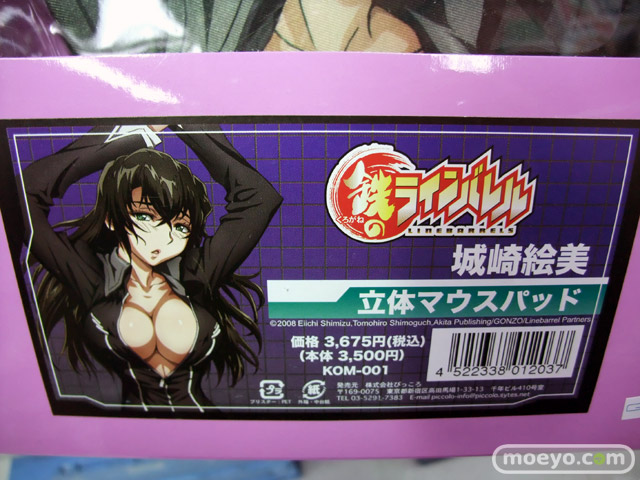 鉄の
くろがね
ラインバレル
LINEBARRELS
城崎絵美
立体マウスパッド
©2008 Eiichi Shimizu,Tomohiro Shimoguch,Akita Publishing/GONZO/Linebarrel Partners
価格 3,675円(税込)
(本体 3,500円)
KOM-001
4 522338 012037
プラ
紙
ブリスター:PET
外箱・中台紙
発売元 株式会社ぴっころ
〒169-0075 東京都新宿区高田馬場1-33-13 千年ビル410号室
TEL 03-5291-7383 E-mail piccolo-info@piccolo.sytes.net
moeyo.com